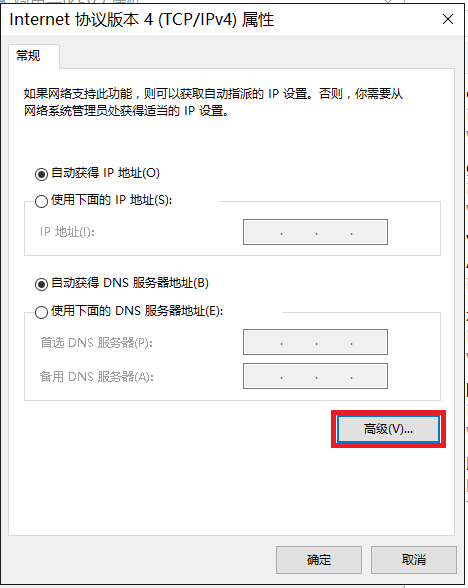 Internet 协议版本 4 (TCP/IPv4) 属性
常规
如果网络支持此功能，则可以获取自动指派的 IP 设置。否则，你需要从
网络系统管理员处获得适当的 IP 设置。
自动获得 IP 地址(O)
使用下面的 IP 地址(S):
IP 地址(I):
自动获得 DNS 服务器地址(B)
使用下面的 DNS 服务器地址(E):
首选 DNS 服务器(P):
备用 DNS 服务器(A):
高级(V)...
确定
取消